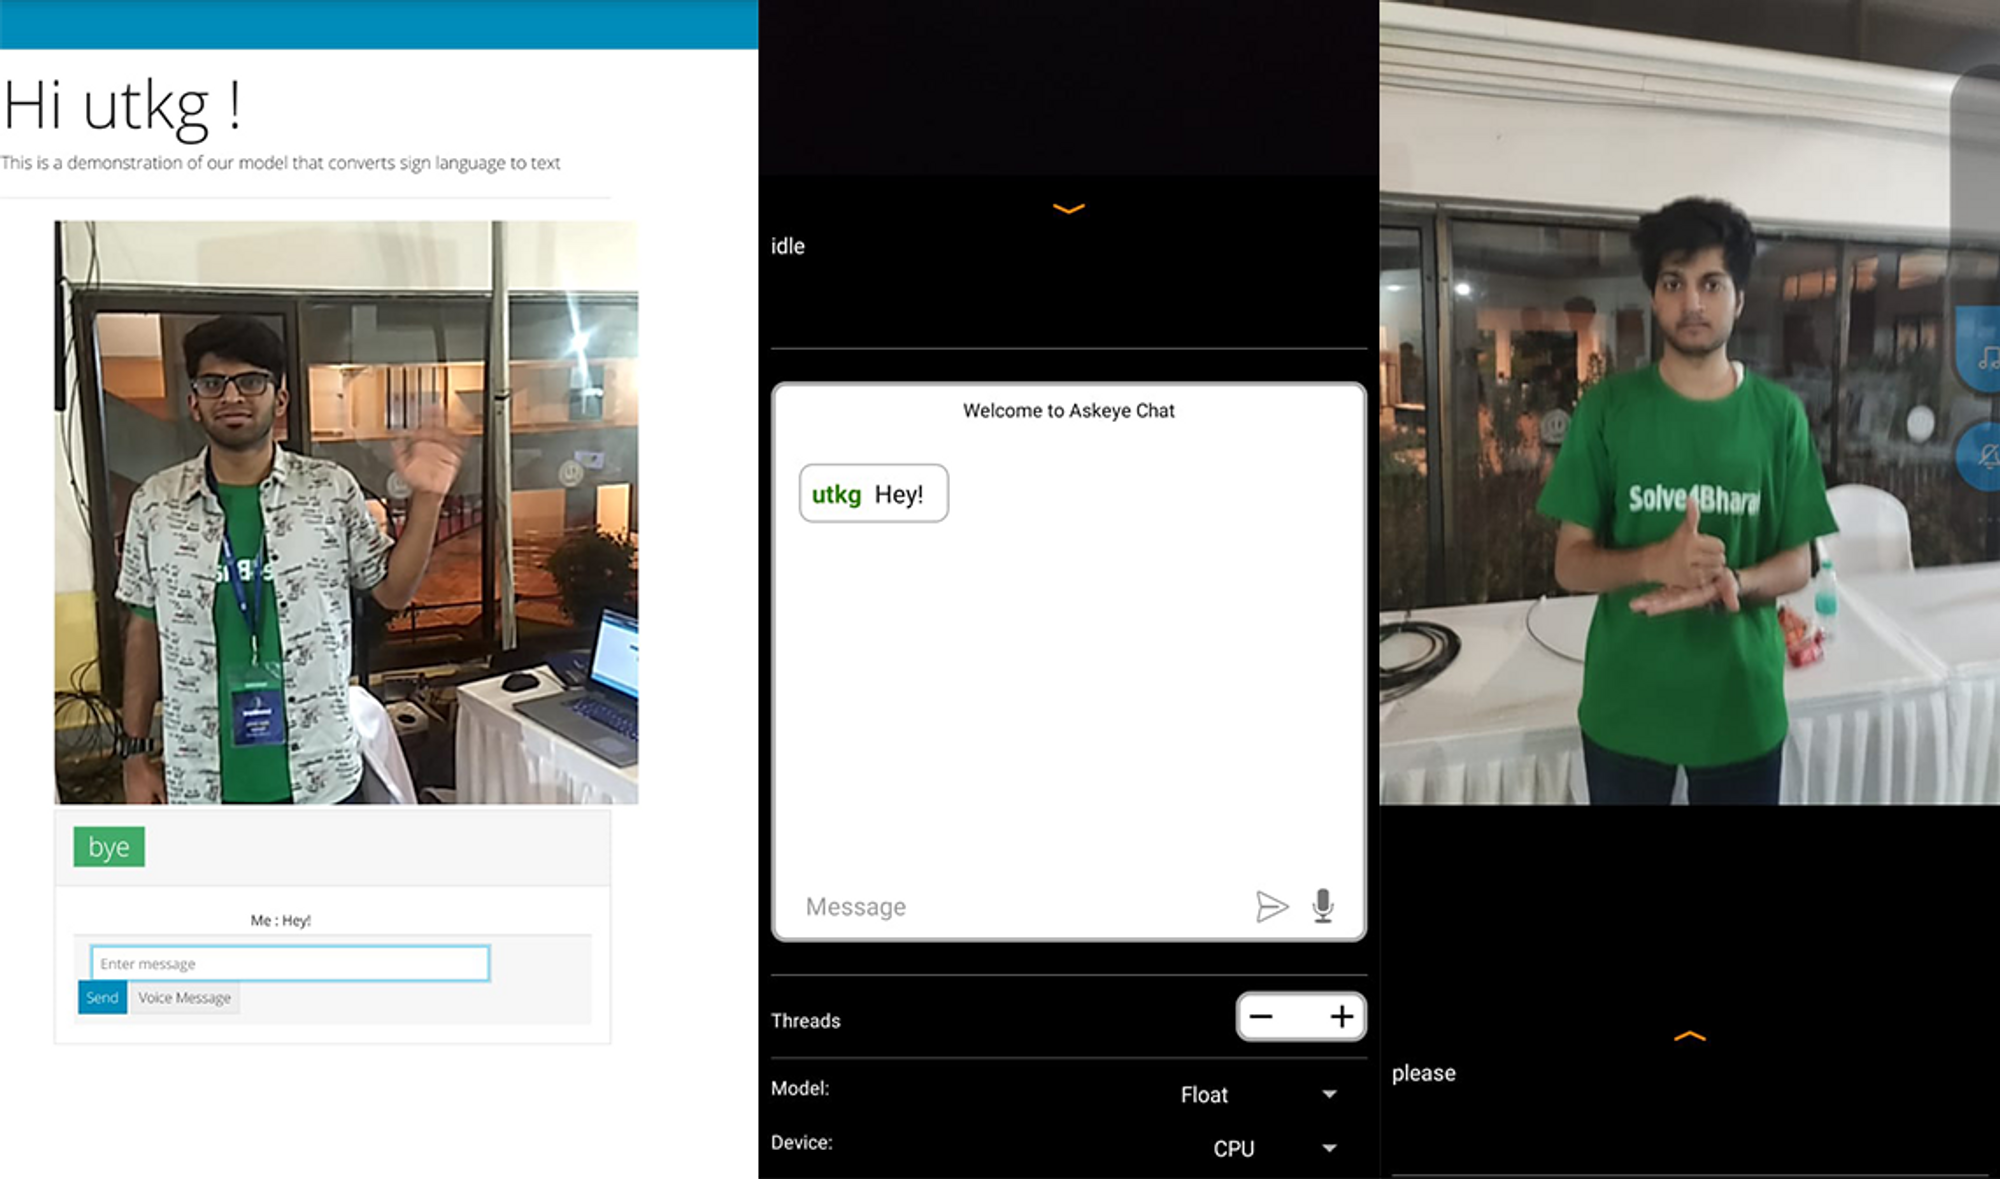 Hi utkg !
This is a demonstration of our model that converts sign language to text
bye
Me : Hey!
Enter message
Send Voice Message
idle
Welcome to Askeye Chat
utkg Hey!
Message
Threads
− +
Model: Float
Device: CPU
Solve4Bharat
please